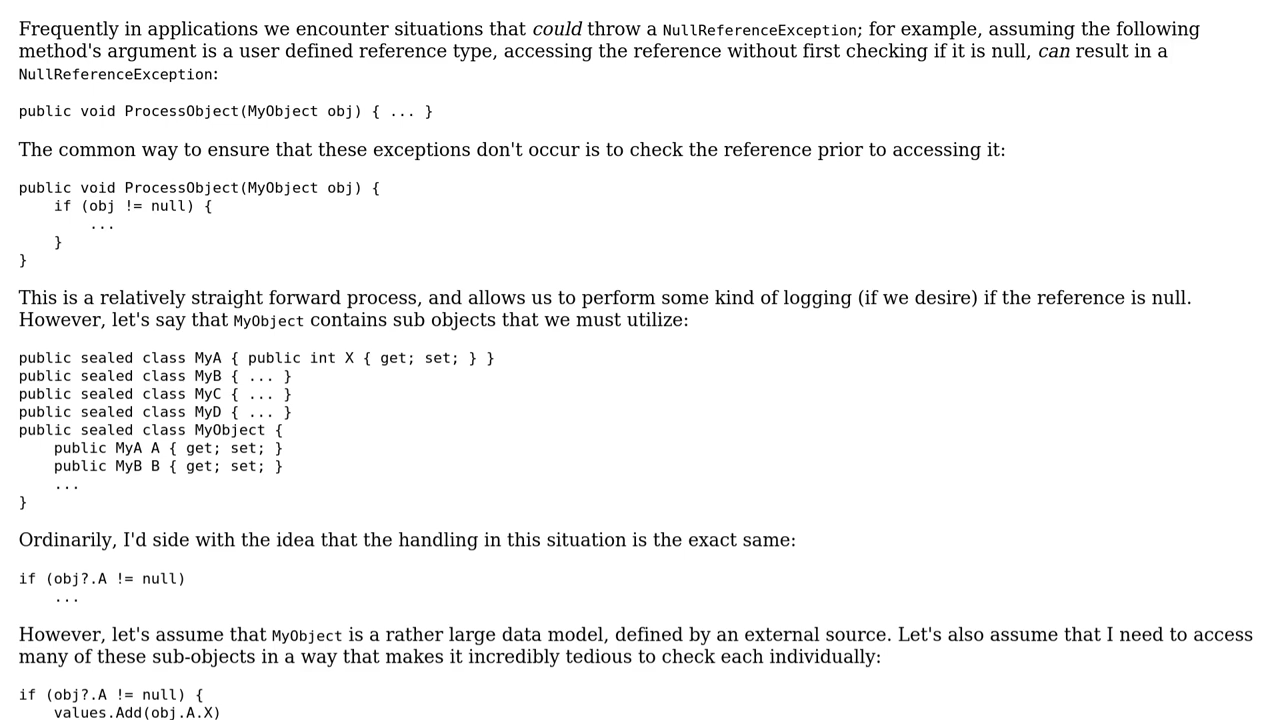 Frequently in applications we encounter situations that could throw a NullReferenceException; for example, assuming the following
method's argument is a user defined reference type, accessing the reference without first checking if it is null, can result in a
NullReferenceException:
public void ProcessObject(MyObject obj) { ... }
The common way to ensure that these exceptions don't occur is to check the reference prior to accessing it:
public void ProcessObject(MyObject obj) {
    if (obj != null) {
        ...
    }
}
This is a relatively straight forward process, and allows us to perform some kind of logging (if we desire) if the reference is null.
However, let's say that MyObject contains sub objects that we must utilize:
public sealed class MyA { public int X { get; set; } }
public sealed class MyB { ... }
public sealed class MyC { ... }
public sealed class MyD { ... }
public sealed class MyObject {
    public MyA A { get; set; }
    public MyB B { get; set; }
    ...
}
Ordinarily, I'd side with the idea that the handling in this situation is the exact same:
if (obj?.A != null)
    ...
However, let's assume that MyObject is a rather large data model, defined by an external source. Let's also assume that I need to access
many of these sub-objects in a way that makes it incredibly tedious to check each individually:
if (obj?.A != null) {
    values.Add(obj.A.X)